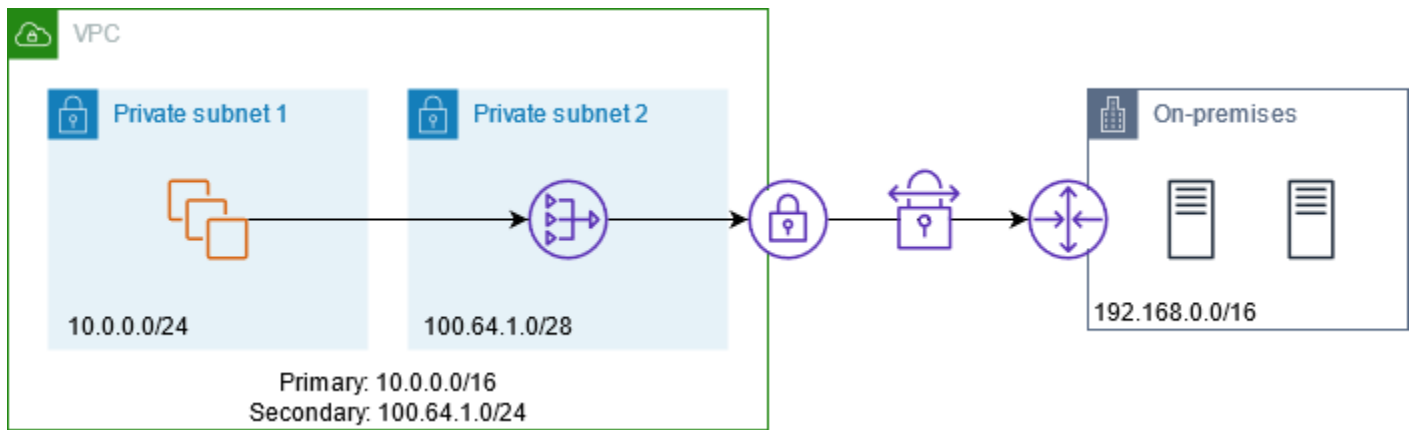 VPC
Private subnet 1
Private subnet 2
On-premises
10.0.0.0/24
100.64.1.0/28
192.168.0.0/16
Primary: 10.0.0.0/16
Secondary: 100.64.1.0/24